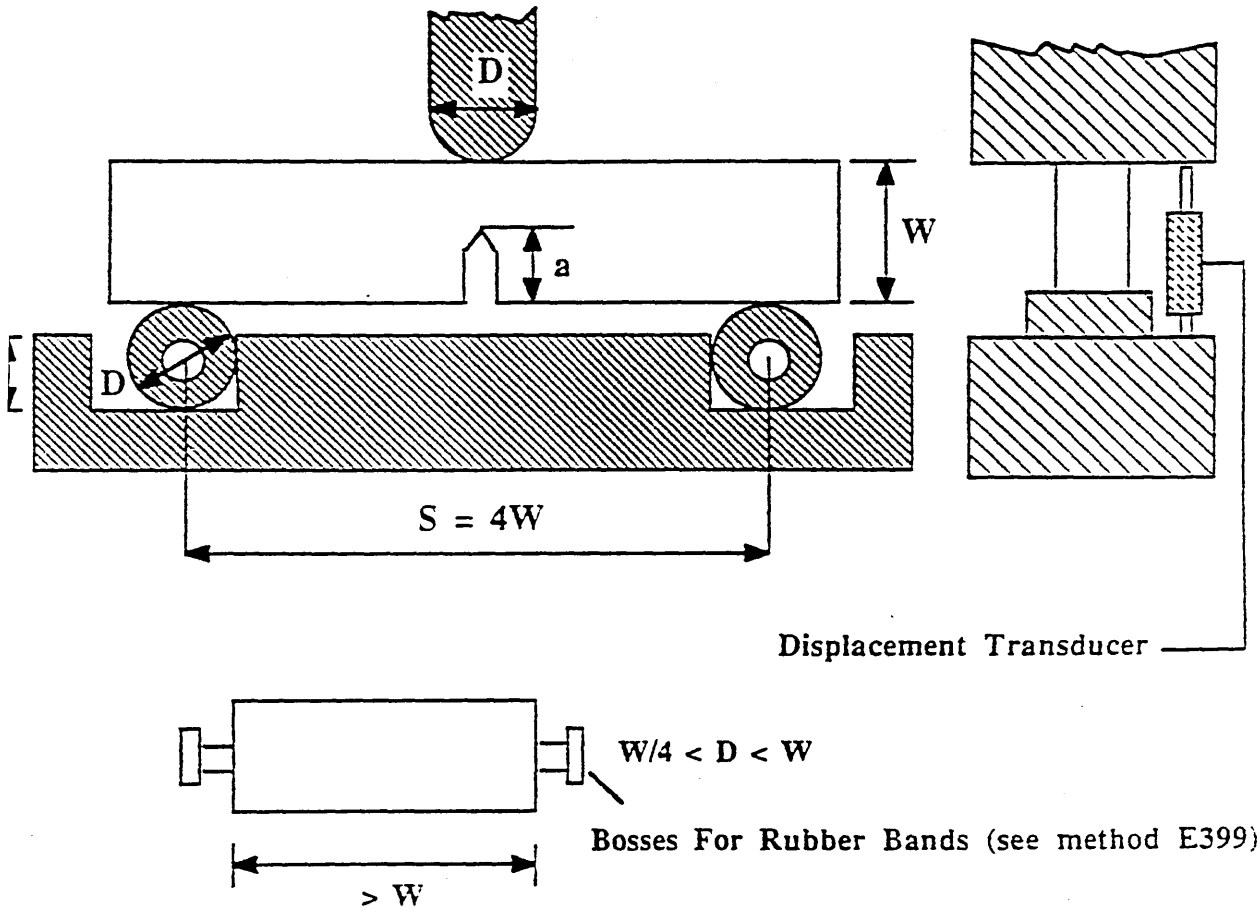 D
W
a
D
S = 4W
Displacement Transducer
W/4 < D < W
Bosses For Rubber Bands (see method E399)
> W